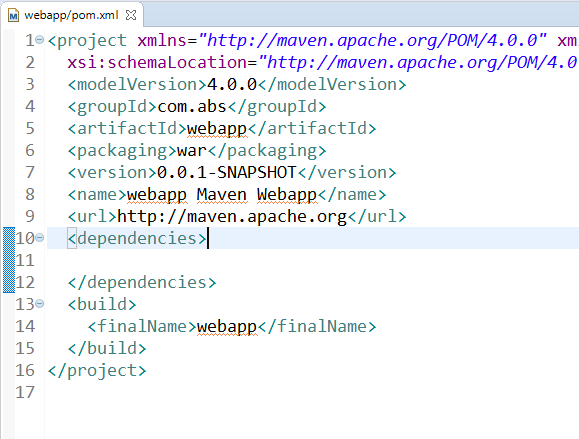 webapp/pom.xml
1 <project xmlns="http://maven.apache.org/POM/4.0.0" xm
2   xsi:schemaLocation="http://maven.apache.org/POM/4.0
3   <modelVersion>4.0.0</modelVersion>
4   <groupId>com.abs</groupId>
5   <artifactId>webapp</artifactId>
6   <packaging>war</packaging>
7   <version>0.0.1-SNAPSHOT</version>
8   <name>webapp Maven Webapp</name>
9   <url>http://maven.apache.org</url>
10   <dependencies>
11
12   </dependencies>
13   <build>
14     <finalName>webapp</finalName>
15   </build>
16 </project>
17